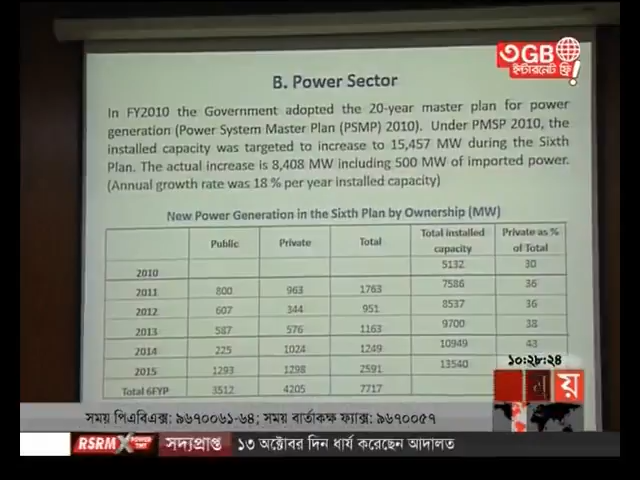 ৩GB
ইন্টারনেট ফ্রি!
B. Power Sector
In FY2010 the Government adopted the 20-year master plan for power
generation (Power System Master Plan (PSMP) 2010). Under PMSP 2010, the
installed capacity was targeted to increase to 15,457 MW during the Sixth
Plan. The actual increase is 8,408 MW including 500 MW of imported power.
(Annual growth rate was 18 % per year installed capacity)
New Power Generation in the Sixth Plan by Ownership (MW)
Public Private Total Total installed capacity Private as % of Total
2010 5132 30
2011 800 963 1763 7586 36
2012 607 344 951 8537 36
2013 587 576 1163 9700 38
2014 225 1024 1249 10949 43
2015 1293 1298 2591 13540
Total 6FYP 3512 4205 7717
১০:২৮:২৪
সময়
সময় পিএবিএক্স: ৯৬৭০০৬১-৬৪; সময় বার্তাকক্ষ ফ্যাক্স: ৯৬৭০০৫৭
RSRM X POWER
সদ্যপ্রাপ্ত ১৩ অক্টোবর দিন ধার্য করেছেন আদালত